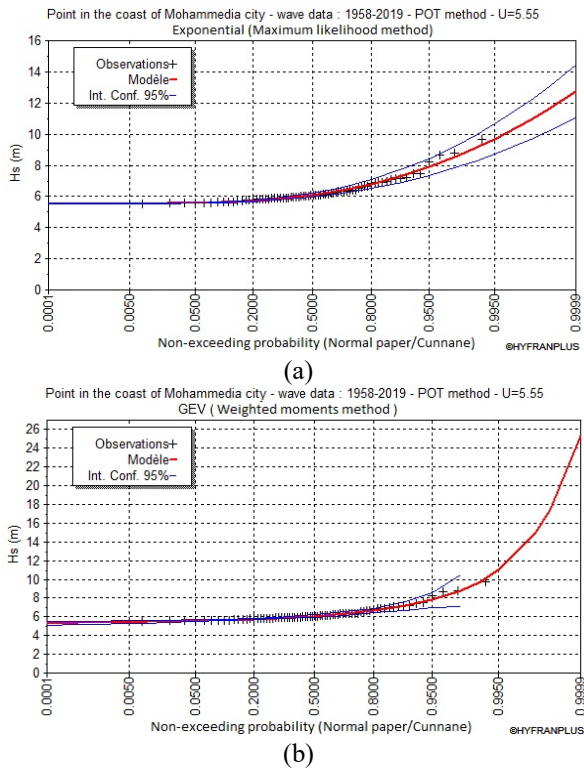 Point in the coast of Mohammedia city - wave data : 1958-2019 - POT method - U=5.55
Exponential (Maximum likelihood method)
Observations+
Modèle−
Int. Conf. 95%−
Hs (m)
16
14
12
10
8
6
4
2
0
0.0001
0.0050
0.0500
0.2000
0.5000
0.8000
0.9500
0.9950
0.9999
Non-exceeding probability (Normal paper/Cunnane)
©HYFRANPLUS
(a)
Point in the coast of Mohammedia city - wave data : 1958-2019 - POT method - U=5.55
GEV ( Weighted moments method )
Observations+
Modèle−
Int. Conf. 95%−
Hs (m)
26
24
22
20
18
16
14
12
10
8
6
4
2
0
0.0001
0.0050
0.0500
0.2000
0.5000
0.8000
0.9500
0.9950
0.9999
Non-exceeding probability (Normal paper/Cunnane)
©HYFRANPLUS
(b)